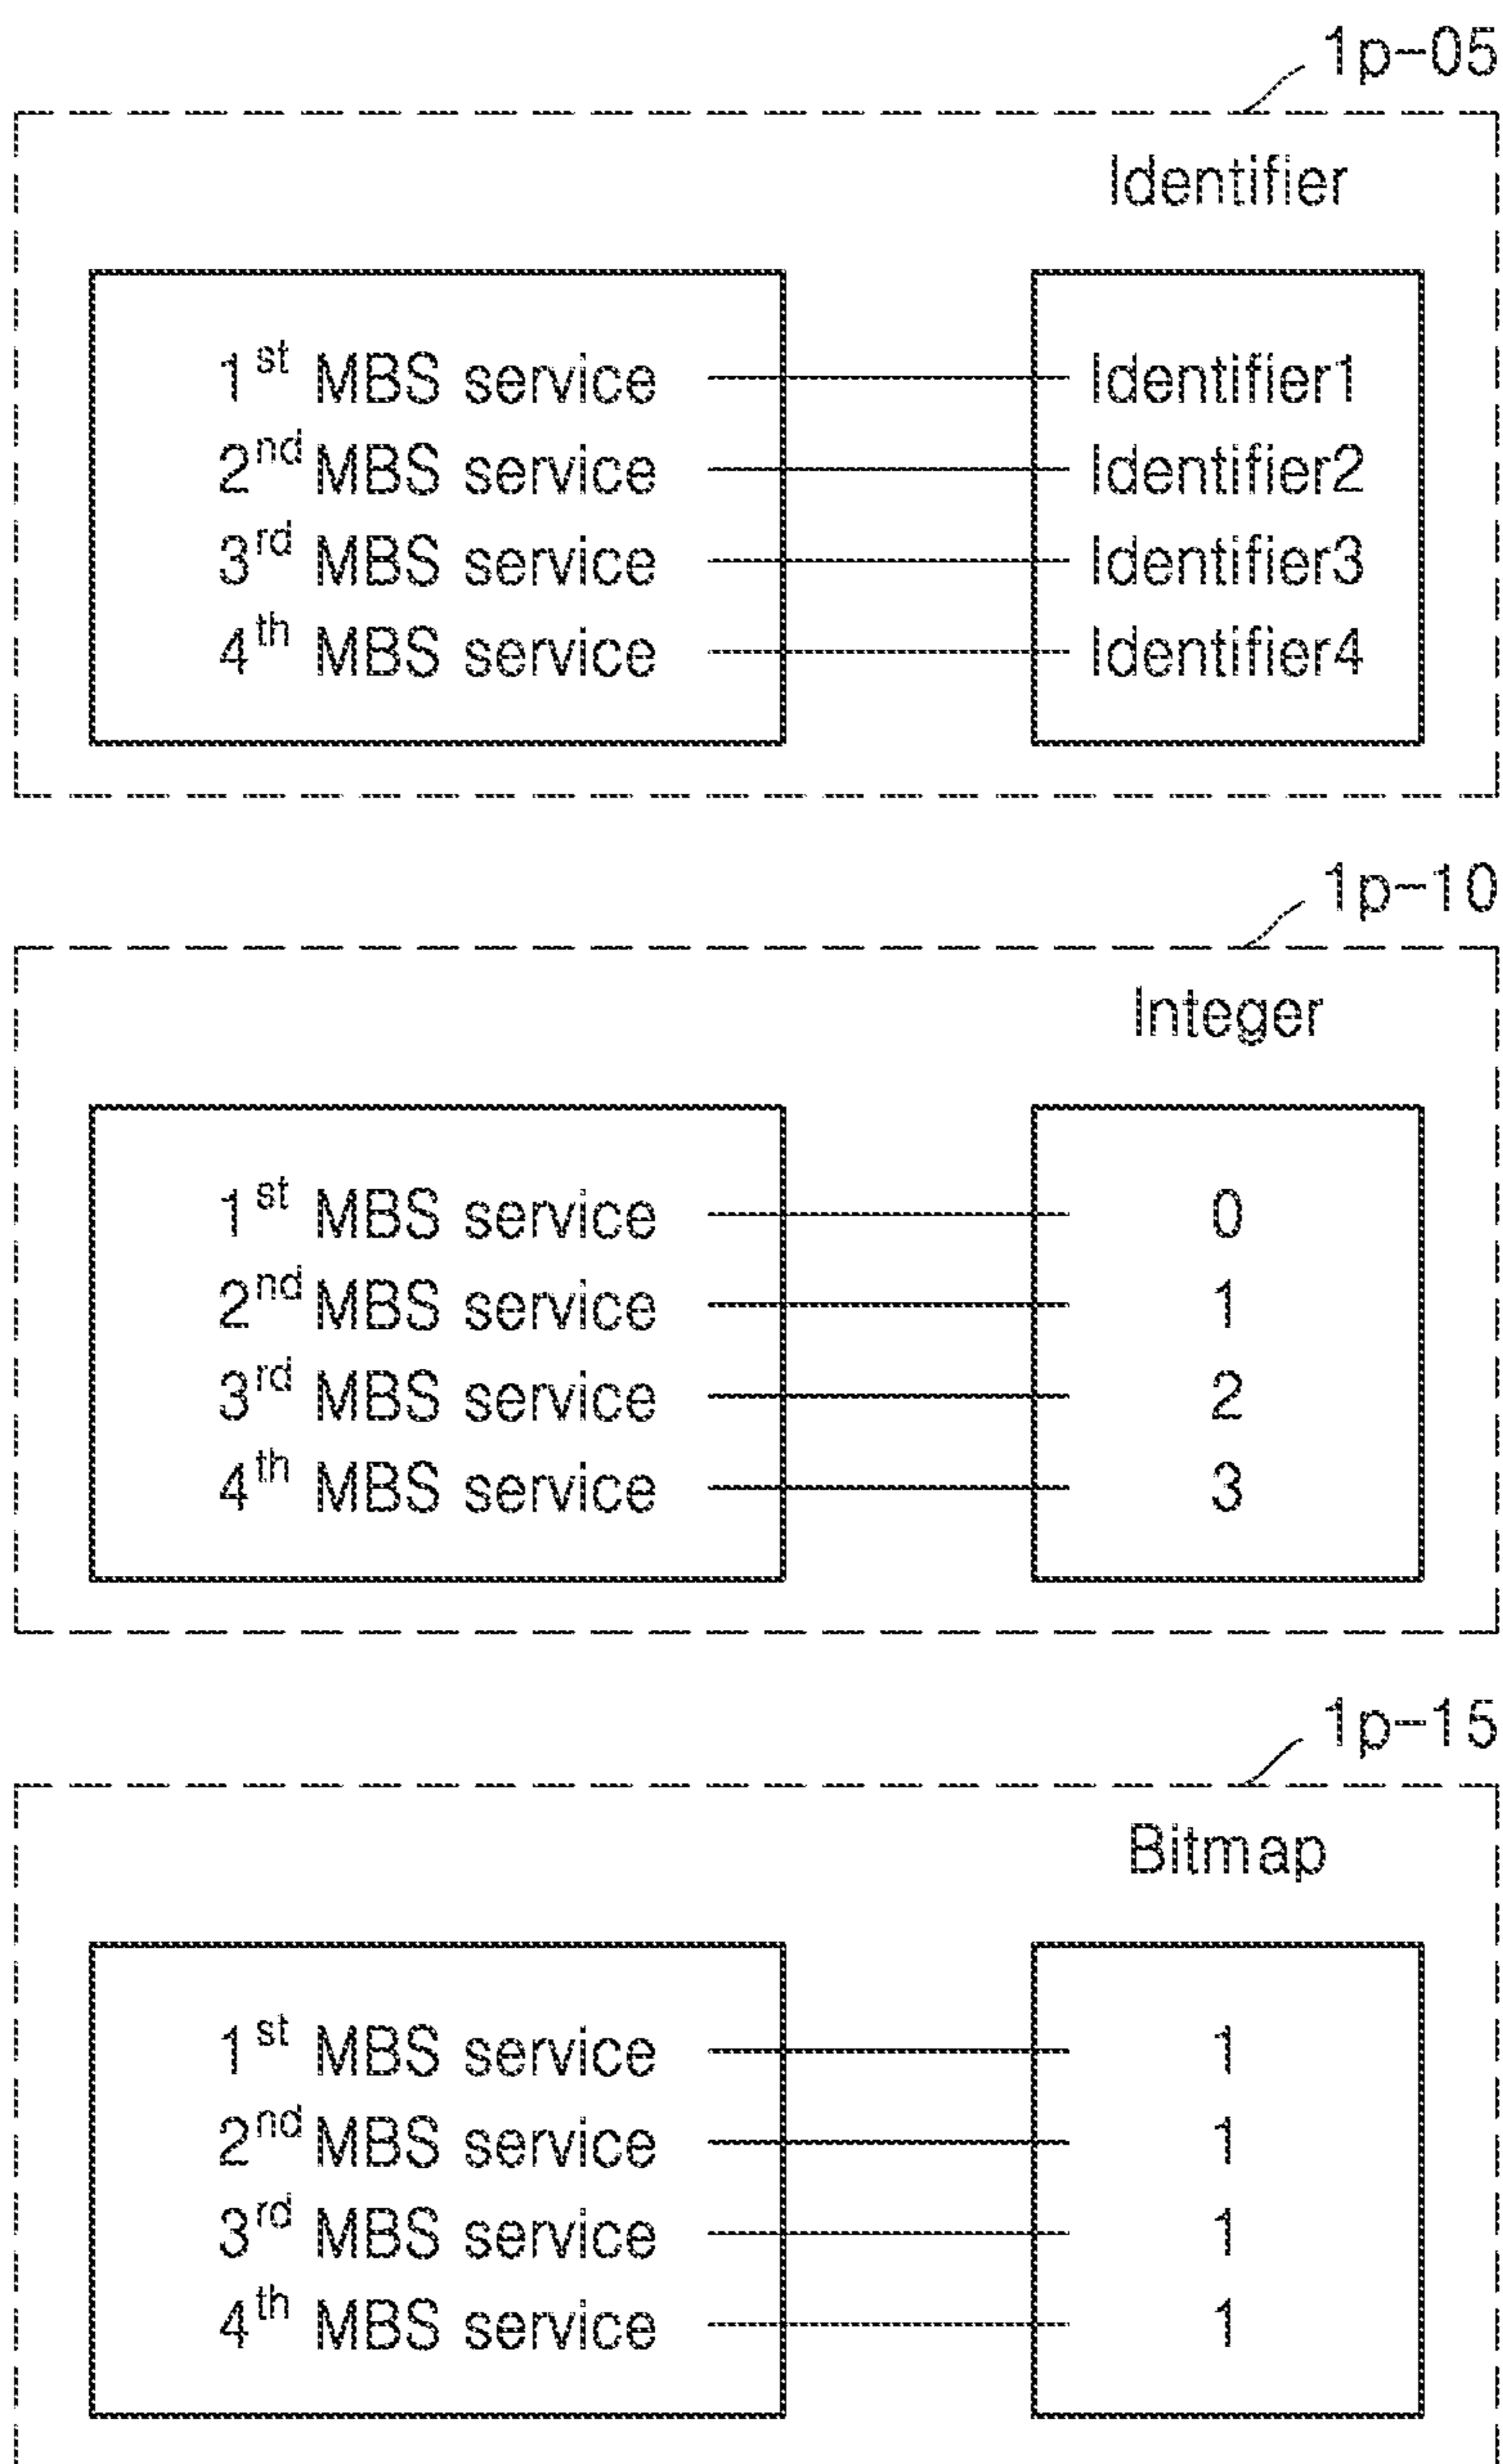 1p-05
Identifier
1st MBS service Identifier1
2nd MBS service Identifier2
3rd MBS service Identifier3
4th MBS service Identifier4
1p-10
Integer
1st MBS service 0
2nd MBS service 1
3rd MBS service 2
4th MBS service 3
1p-15
Bitmap
1st MBS service 1
2nd MBS service 1
3rd MBS service 1
4th MBS service 1